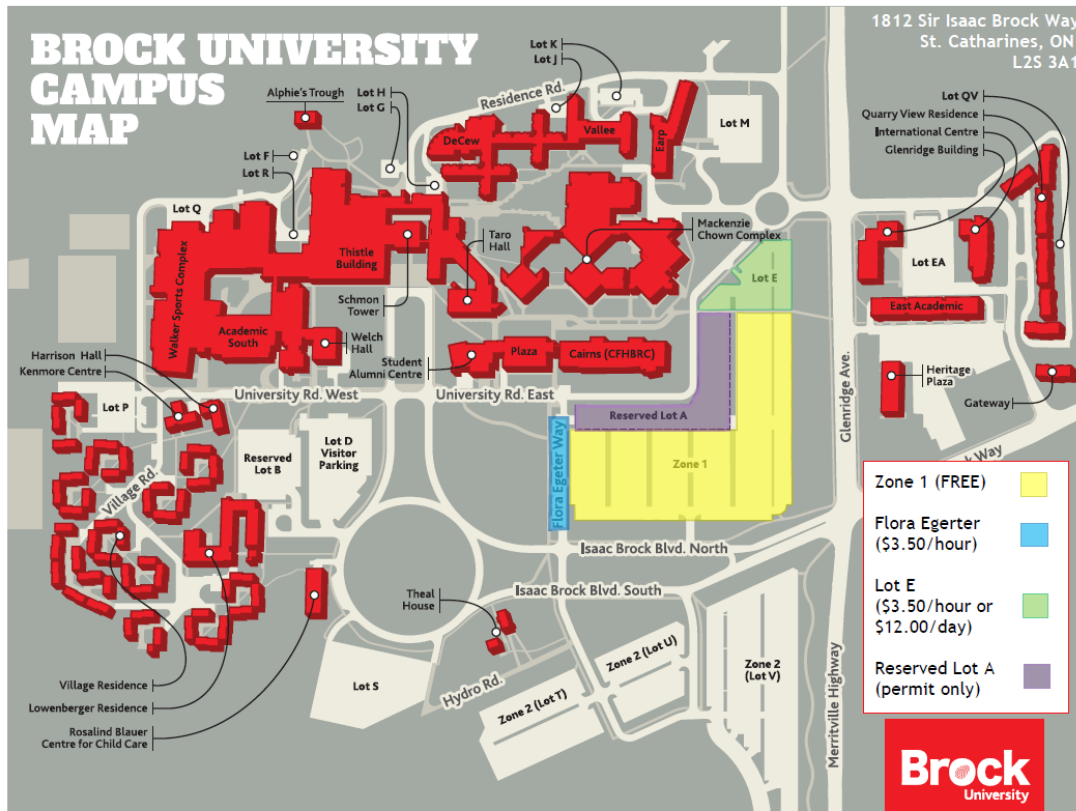 BROCK UNIVERSITY
CAMPUS
MAP
1812 Sir Isaac Brock Way
St. Catharines, ON
L2S 3A1
Lot K
Lot J
Lot H
Lot G
Alphie's Trough
Residence Rd.
Lot QV
Quarry View Residence
International Centre
Glenridge Building
Lot M
Vallee
DeCew
Earp
Lot F
Lot R
Lot Q
Taro
Hall
Mackenzie
Chown Complex
Thistle
Building
Walker Sports Complex
Lot E
Lot EA
Schmon
Tower
East Academic
Academic
South
Welch
Hall
Student
Alumni Centre
Plaza
Cairns (CFHBRC)
Harrison Hall
Kenmore Centre
Glenridge Ave.
Heritage
Plaza
Gateway
University Rd. West
University Rd. East
Lot P
Reserved Lot A
Reserved
Lot B
Lot D
Visitor
Parking
Village Rd.
Flora Egeter Way
Zone 1
k Way
Zone 1 (FREE)
Flora Egerter
($3.50/hour)
Lot E
($3.50/hour or
$12.00/day)
Reserved Lot A
(permit only)
Isaac Brock Blvd. North
Isaac Brock Blvd. South
Theal
House
Zone 2 (Lot U)
Zone 2
(Lot V)
Zone 2 (Lot T)
Hydro Rd.
Lot S
Merritville Highway
Village Residence
Lowenberger Residence
Rosalind Blauer
Centre for Child Care
Brock
University